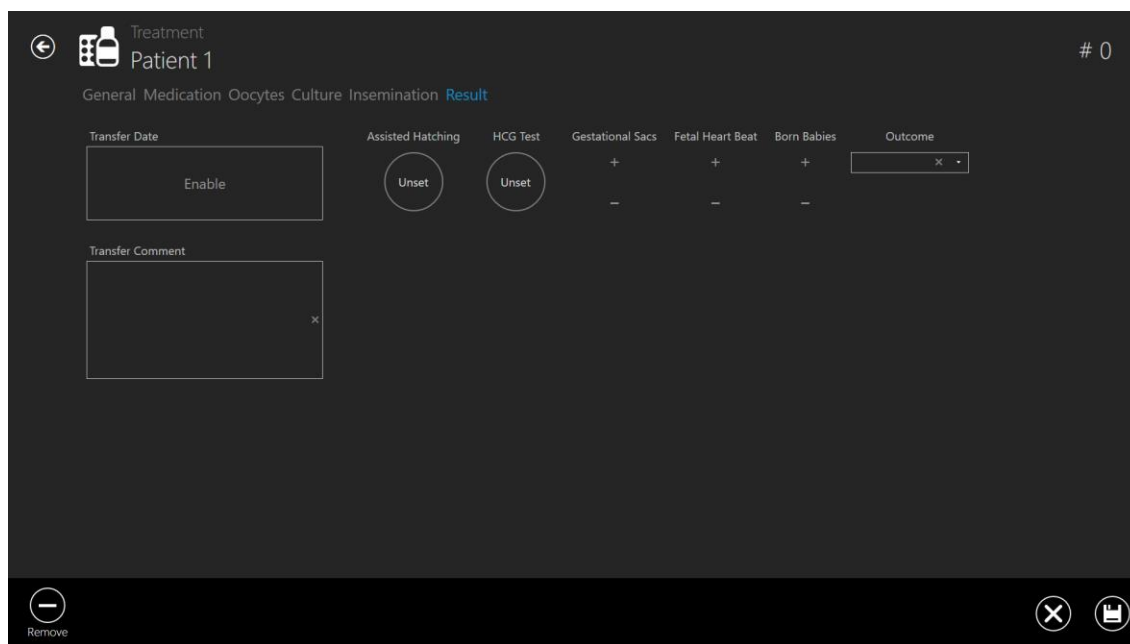 Treatment
Patient 1
# 0
General Medication Oocytes Culture Insemination Result
Transfer Date Assisted Hatching HCG Test Gestational Sacs Fetal Heart Beat Born Babies Outcome
Enable Unset Unset
Transfer Comment
Remove